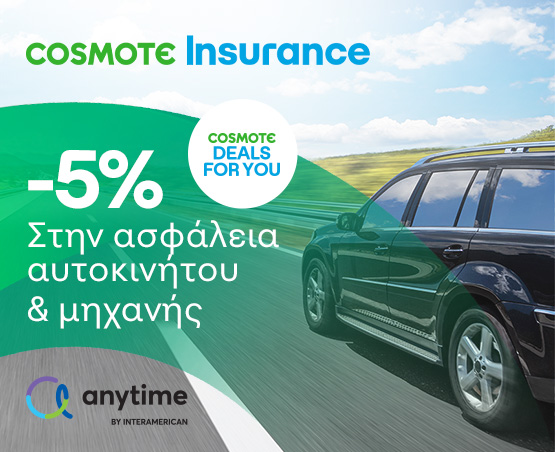 COSMOTE Insurance
COSMOTE
DEALS
FOR YOU
-5%
Στην ασφάλεια
αυτοκινήτου
& μηχανής
anytime
BY INTERAMERICAN